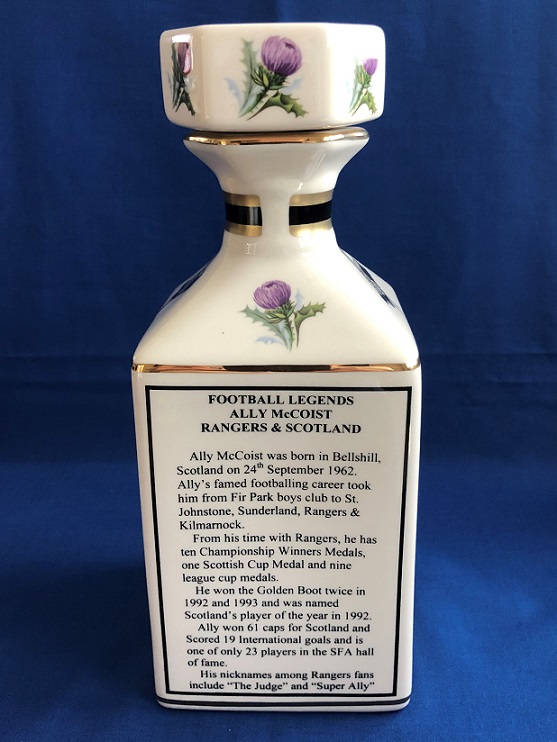 FOOTBALL LEGENDS
ALLY McCOIST
RANGERS & SCOTLAND
Ally McCoist was born in Bellshill,
Scotland on 24th September 1962.
Ally's famed footballing career took
him from Fir Park boys club to St.
Johnstone, Sunderland, Rangers &
Kilmarnock.
From his time with Rangers, he has
ten Championship Winners Medals,
one Scottish Cup Medal and nine
league cup medals.
He won the Golden Boot twice in
1992 and 1993 and was named
Scotland's player of the year in 1992.
Ally won 61 caps for Scotland and
Scored 19 International goals and is
one of only 23 players in the SFA hall
of fame.
His nicknames among Rangers fans
include "The Judge" and "Super Ally"